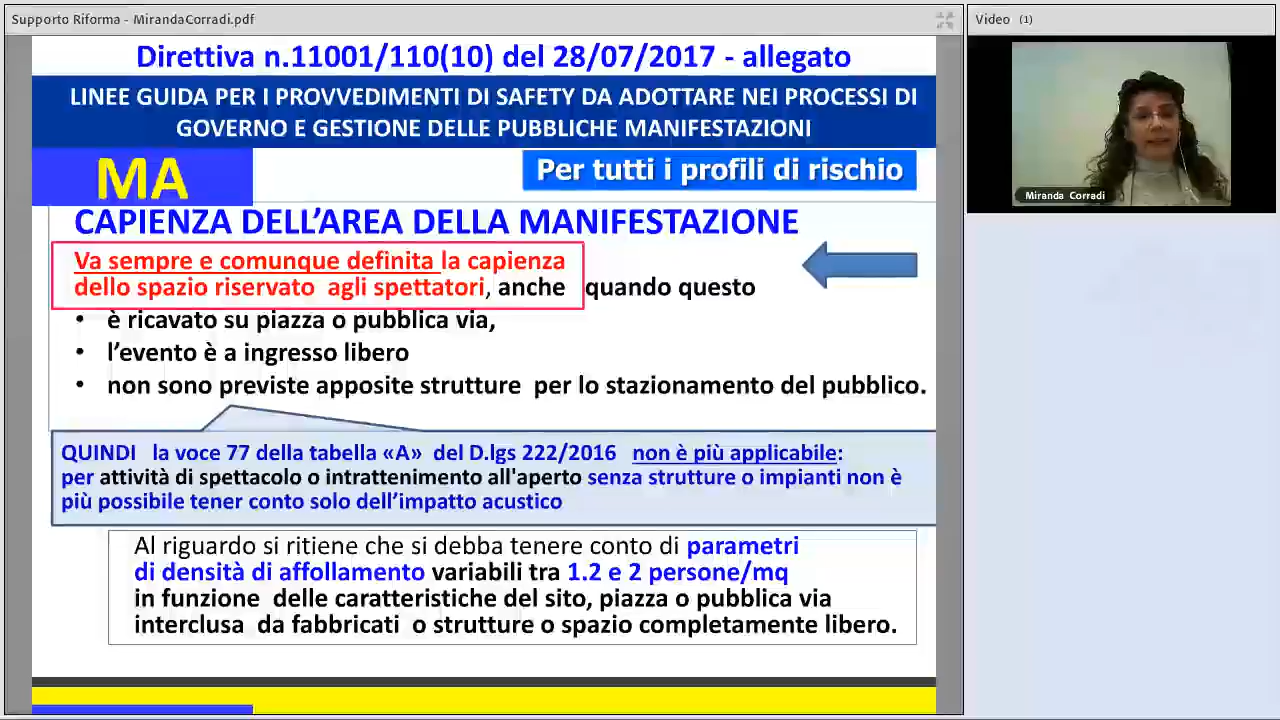 Supporto Riforma - MirandaCorradi.pdf
Video (1)
Direttiva n.11001/110(10) del 28/07/2017 - allegato
LINEE GUIDA PER I PROVVEDIMENTI DI SAFETY DA ADOTTARE NEI PROCESSI DI
GOVERNO E GESTIONE DELLE PUBBLICHE MANIFESTAZIONI
MA
Per tutti i profili di rischio
CAPIENZA DELL'AREA DELLA MANIFESTAZIONE
Va sempre e comunque definita la capienza
dello spazio riservato agli spettatori, anche quando questo
• è ricavato su piazza o pubblica via,
• l'evento è a ingresso libero
• non sono previste apposite strutture per lo stazionamento del pubblico.
QUINDI la voce 77 della tabella «A» del D.lgs 222/2016 non è più applicabile:
per attività di spettacolo o intrattenimento all'aperto senza strutture o impianti non è
più possibile tener conto solo dell'impatto acustico
Al riguardo si ritiene che si debba tenere conto di parametri
di densità di affollamento variabili tra 1.2 e 2 persone/mq
in funzione delle caratteristiche del sito, piazza o pubblica via
interclusa da fabbricati o strutture o spazio completamente libero.
Miranda Corradi